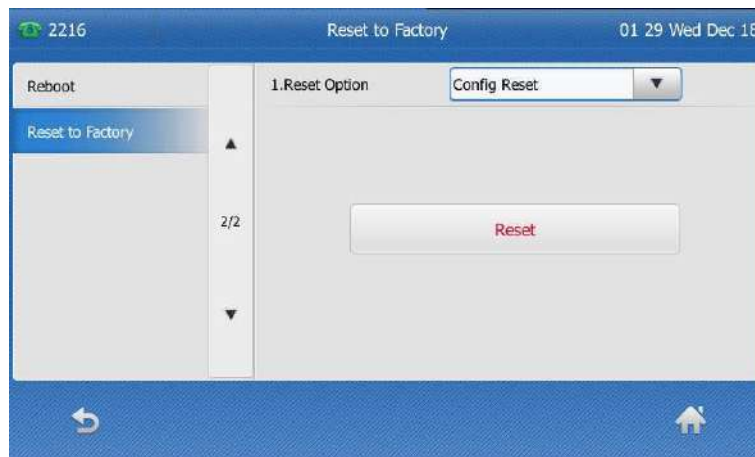 2216 Reset to Factory 01 29 Wed Dec 18
Reboot
Reset to Factory
2/2
1.Reset Option Config Reset
Reset